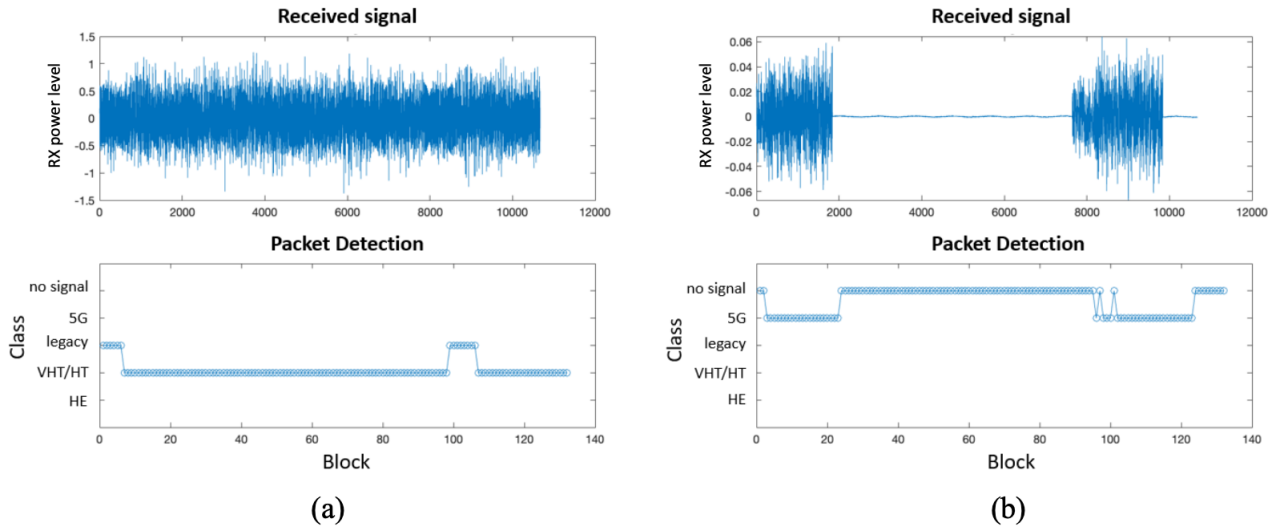 Received signal
RX power level
1.5
1
0.5
0
-0.5
-1
-1.5
0 2000 4000 6000 8000 10000 12000
Packet Detection
Class
no signal
5G
legacy
VHT/HT
HE
0 20 40 60 80 100 120 140
Block
(a)
Received signal
RX power level
0.06
0.04
0.02
0
-0.02
-0.04
-0.06
0 2000 4000 6000 8000 10000 12000
Packet Detection
Class
no signal
5G
legacy
VHT/HT
HE
0 20 40 60 80 100 120 140
Block
(b)